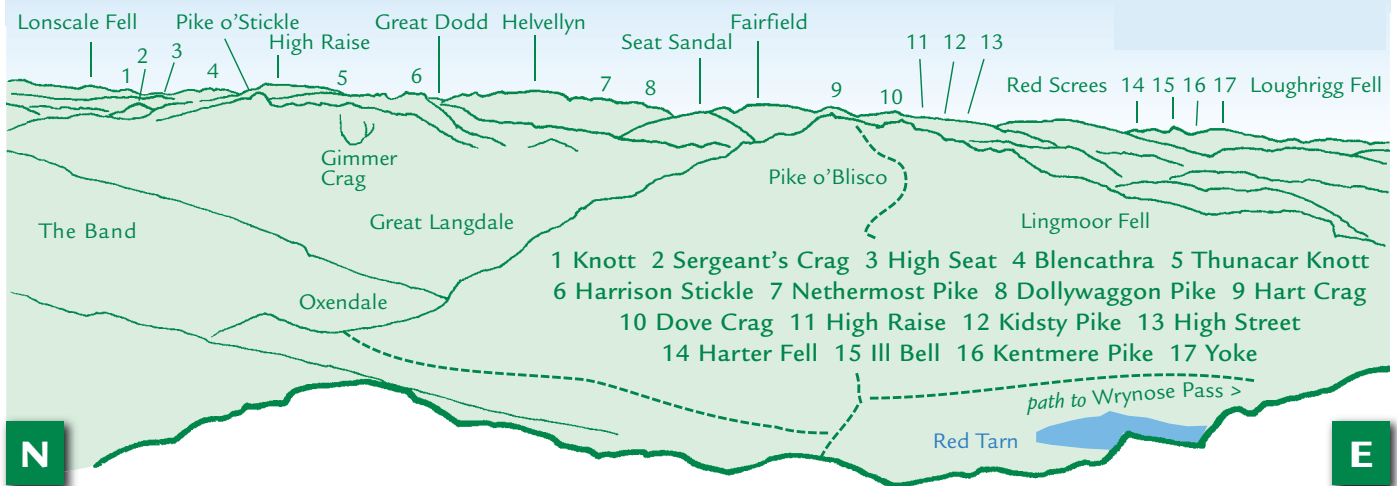 Lonscale Fell Pike o'Stickle Great Dodd Helvellyn Fairfield
High Raise Seat Sandal
1 2 3 4 5 6 7 8 9 10 11 12 13
Red Screes 14 15 16 17 Loughrigg Fell
Gimmer
Crag
Pike o'Blisco
The Band
Great Langdale
Lingmoor Fell
1 Knott 2 Sergeant's Crag 3 High Seat 4 Blencathra 5 Thunacar Knott
6 Harrison Stickle 7 Nethermost Pike 8 Dollywaggon Pike 9 Hart Crag
10 Dove Crag 11 High Raise 12 Kidsty Pike 13 High Street
14 Harter Fell 15 Ill Bell 16 Kentmere Pike 17 Yoke
Oxendale
path to Wrynose Pass >
Red Tarn
N
E